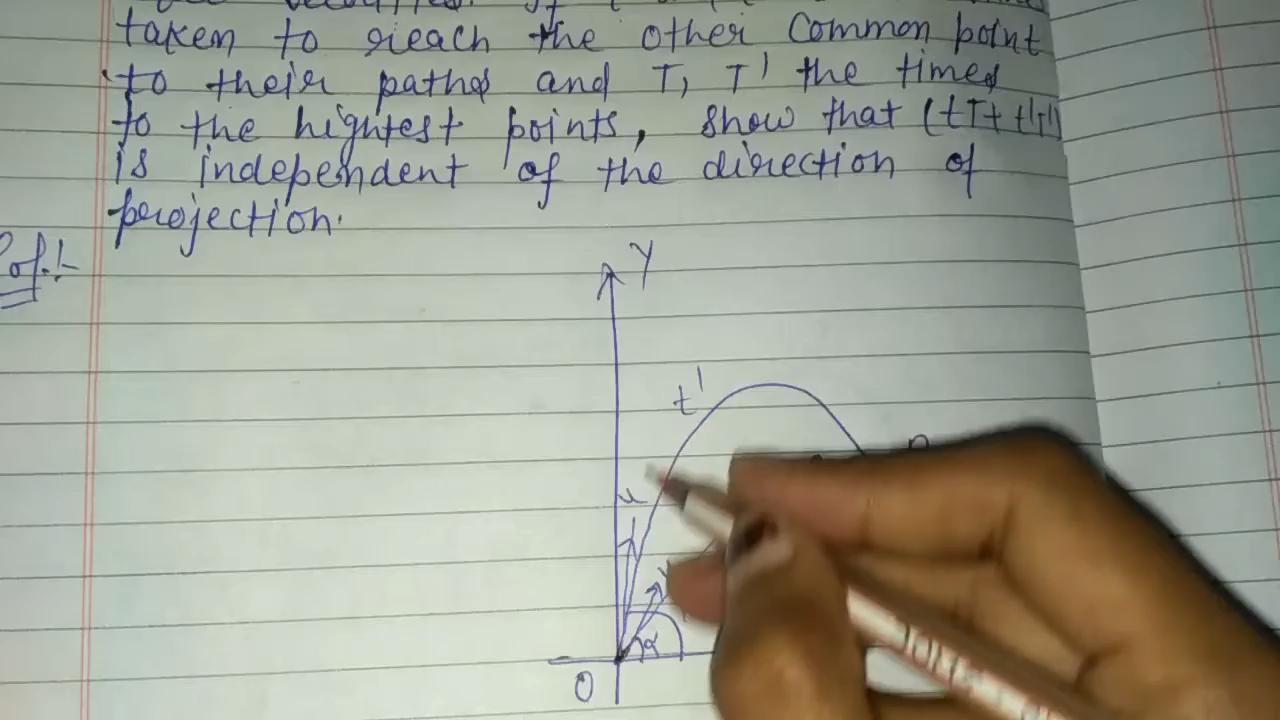 taken to reach the other common point
to their paths and T, T' the times
to the hightest points, show that (tT+t'T')
is independent of the direction of
projection.
Y
t'
u
α
O